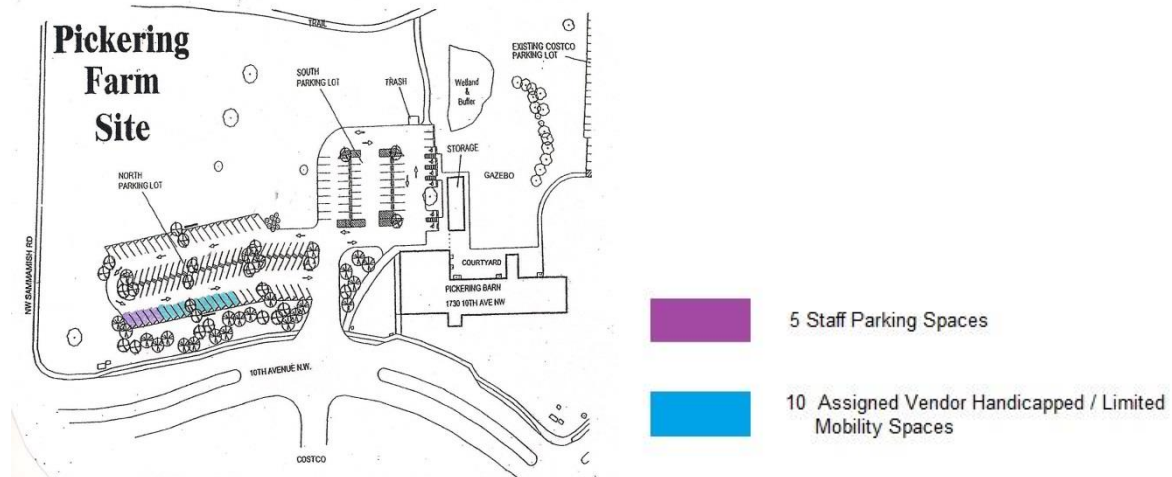 Pickering
Farm
Site
TRAIL
EXISTING COSTCO
PARKING LOT
SOUTH
PARKING LOT
TRASH
Wetland
&
Buffer
STORAGE
GAZEBO
NORTH
PARKING LOT
NW SAMMAMISH RD
COURTYARD
PICKERING BARN
1730 10TH AVE NW
10TH AVENUE N.W.
COSTCO
5 Staff Parking Spaces
10 Assigned Vendor Handicapped / Limited
Mobility Spaces